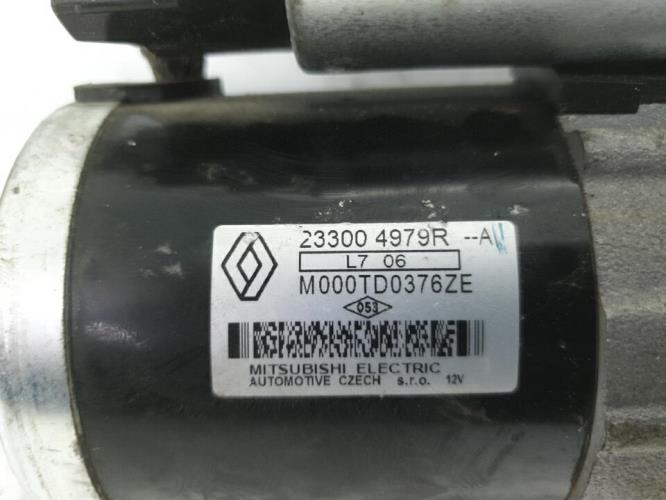 23300 4979R --A
L7 06
M000TD0376ZE
053
MITSUBISHI ELECTRIC
AUTOMOTIVE CZECH s.r.o. 12V